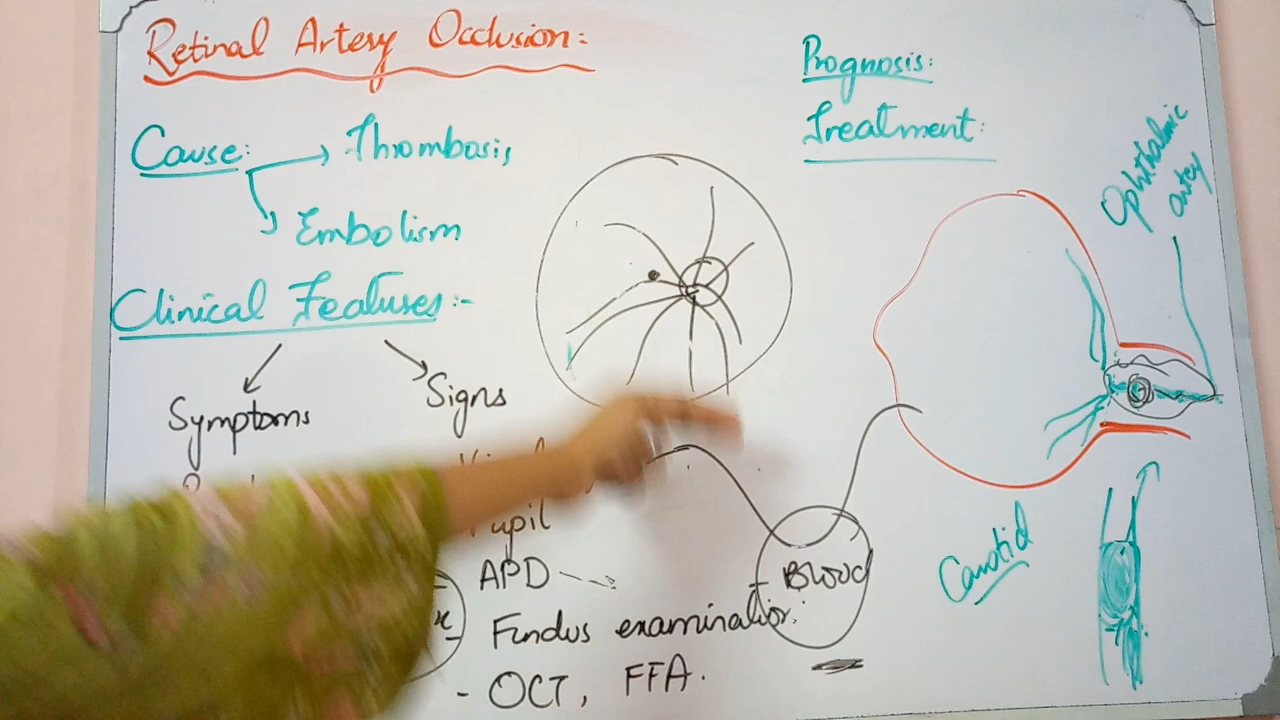 Retinal Artery Occlusion:
Cause:
Thrombosis
Embolism
Clinical Features:-
Symptoms
Signs
Pupil
APD
Fundus examination:
- OCT, FFA.
Prognosis:
Treatment:
Ophthalmic
artery
BLOOD
Carotid